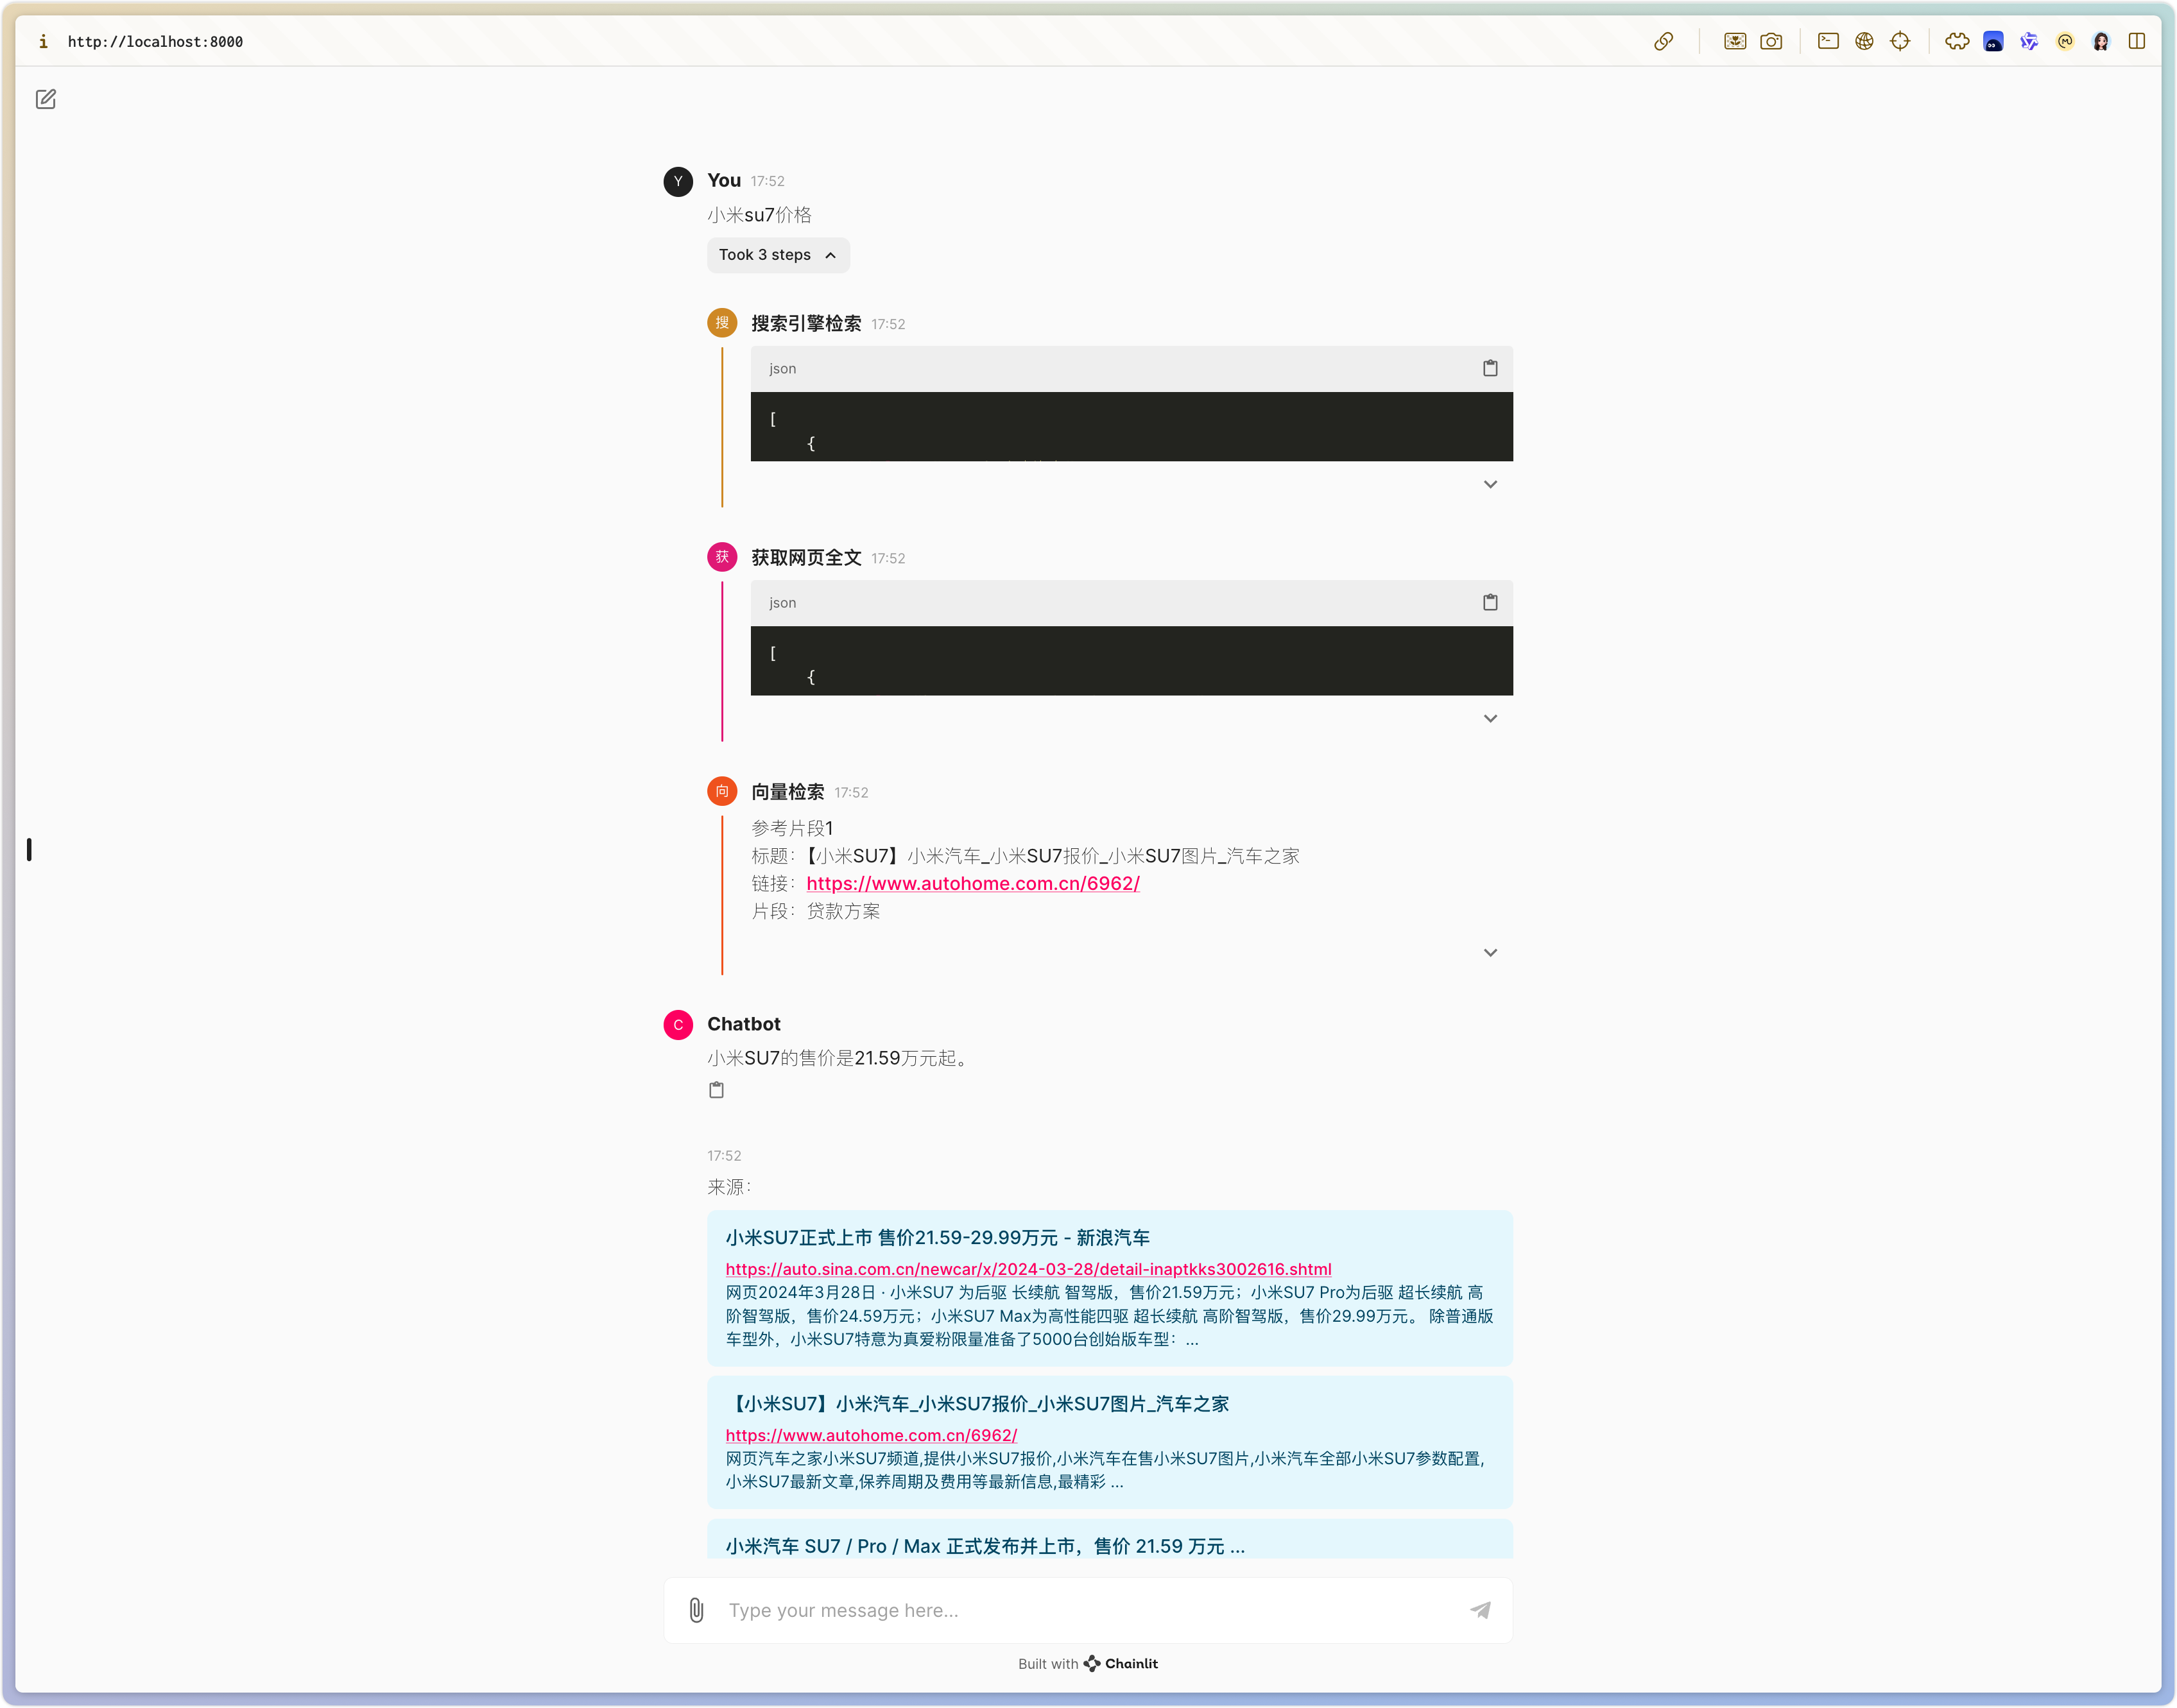 i http://localhost:8000
Y You 17:52
小米su7价格
Took 3 steps
搜 搜索引擎检索 17:52
json
[
{
获 获取网页全文 17:52
json
[
{
向 向量检索 17:52
参考片段1
标题：【小米SU7】小米汽车_小米SU7报价_小米SU7图片_汽车之家
链接：https://www.autohome.com.cn/6962/
片段：贷款方案
C Chatbot
小米SU7的售价是21.59万元起。
17:52
来源：
小米SU7正式上市 售价21.59-29.99万元 - 新浪汽车
https://auto.sina.com.cn/newcar/x/2024-03-28/detail-inaptkks3002616.shtml
网页2024年3月28日 · 小米SU7 为后驱 长续航 智驾版，售价21.59万元；小米SU7 Pro为后驱 超长续航 高
阶智驾版，售价24.59万元；小米SU7 Max为高性能四驱 超长续航 高阶智驾版，售价29.99万元。 除普通版
车型外，小米SU7特意为真爱粉限量准备了5000台创始版车型：...
【小米SU7】小米汽车_小米SU7报价_小米SU7图片_汽车之家
https://www.autohome.com.cn/6962/
网页汽车之家小米SU7频道,提供小米SU7报价,小米汽车在售小米SU7图片,小米汽车全部小米SU7参数配置,
小米SU7最新文章,保养周期及费用等最新信息,最精彩 ...
小米汽车 SU7 / Pro / Max 正式发布并上市，售价 21.59 万元 ...
Type your message here...
Built with Chainlit